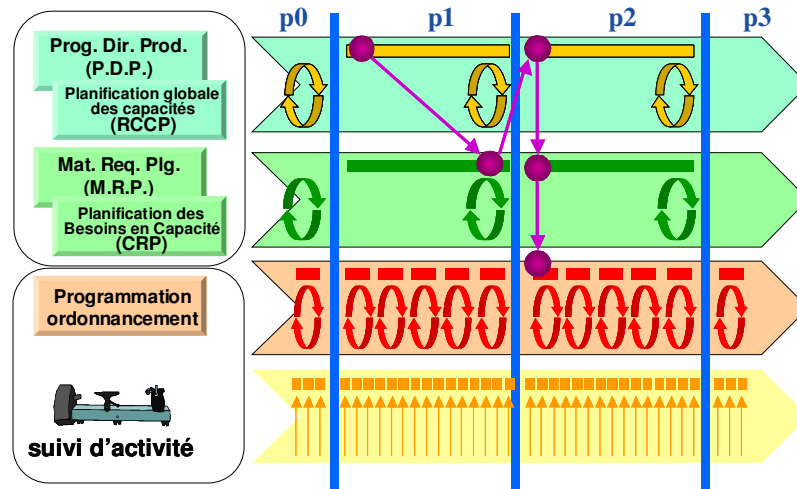 p0 p1 p2 p3
Prog. Dir. Prod.
(P.D.P.)
Planification globale
des capacités
(RCCP)
Mat. Req. Plg.
(M.R.P.)
Planification des
Besoins en Capacité
(CRP)
Programmation
ordonnancement
suivi d'activité